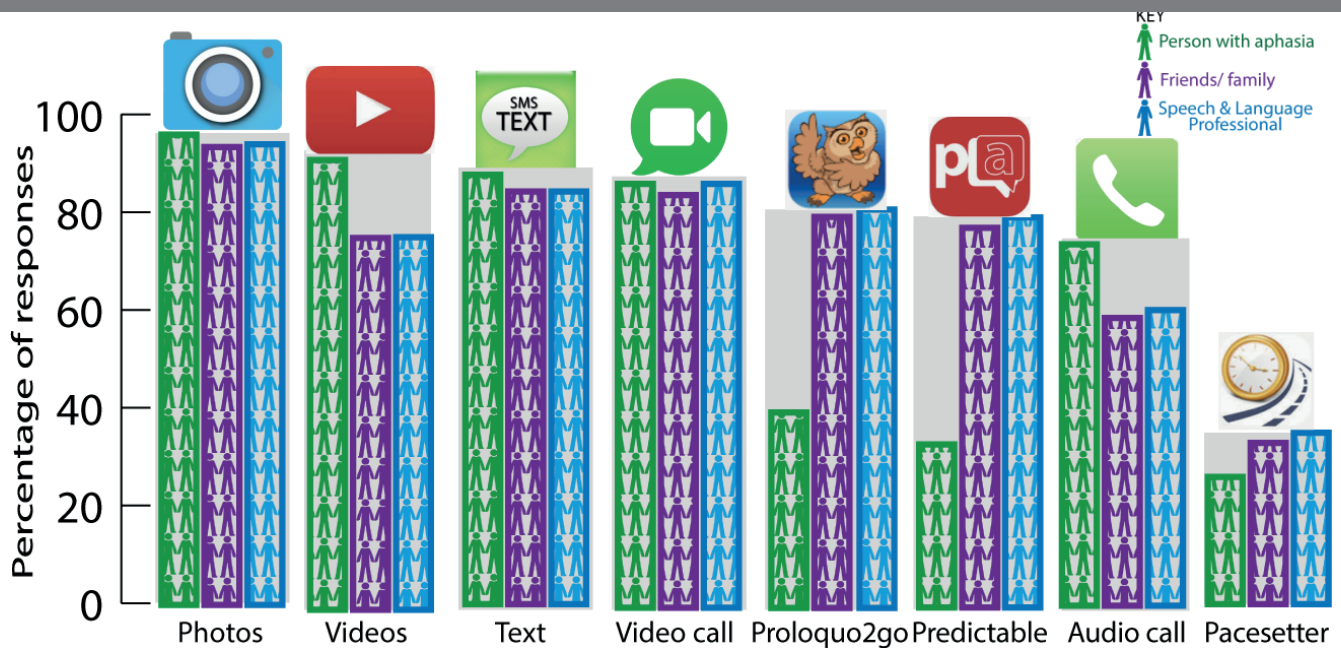 KEY
Person with aphasia
Friends/ family
Speech & Language
Professional
SMS
TEXT
pla
Percentage of responses
100
80
60
40
20
0
Photos
Videos
Text
Video call
Proloquo2go
Predictable
Audio call
Pacesetter